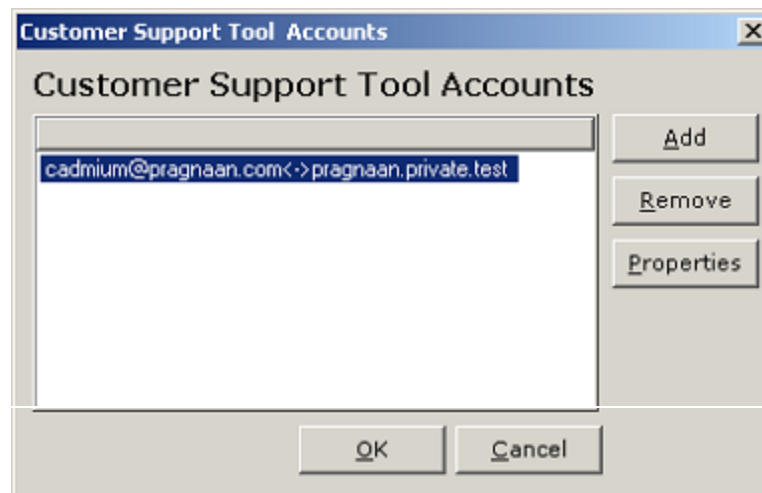 Customer Support Tool Accounts
Customer Support Tool Accounts
cadmium@pragnaan.com<->pragnaan.private.test
Add
Remove
Properties
OK
Cancel